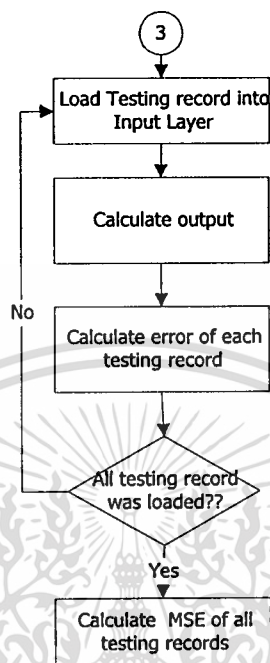 3
Load Testing record into
Input Layer
Calculate output
No
Calculate error of each
testing record
All testing record
was loaded??
Yes
Calculate MSE of all
testing records